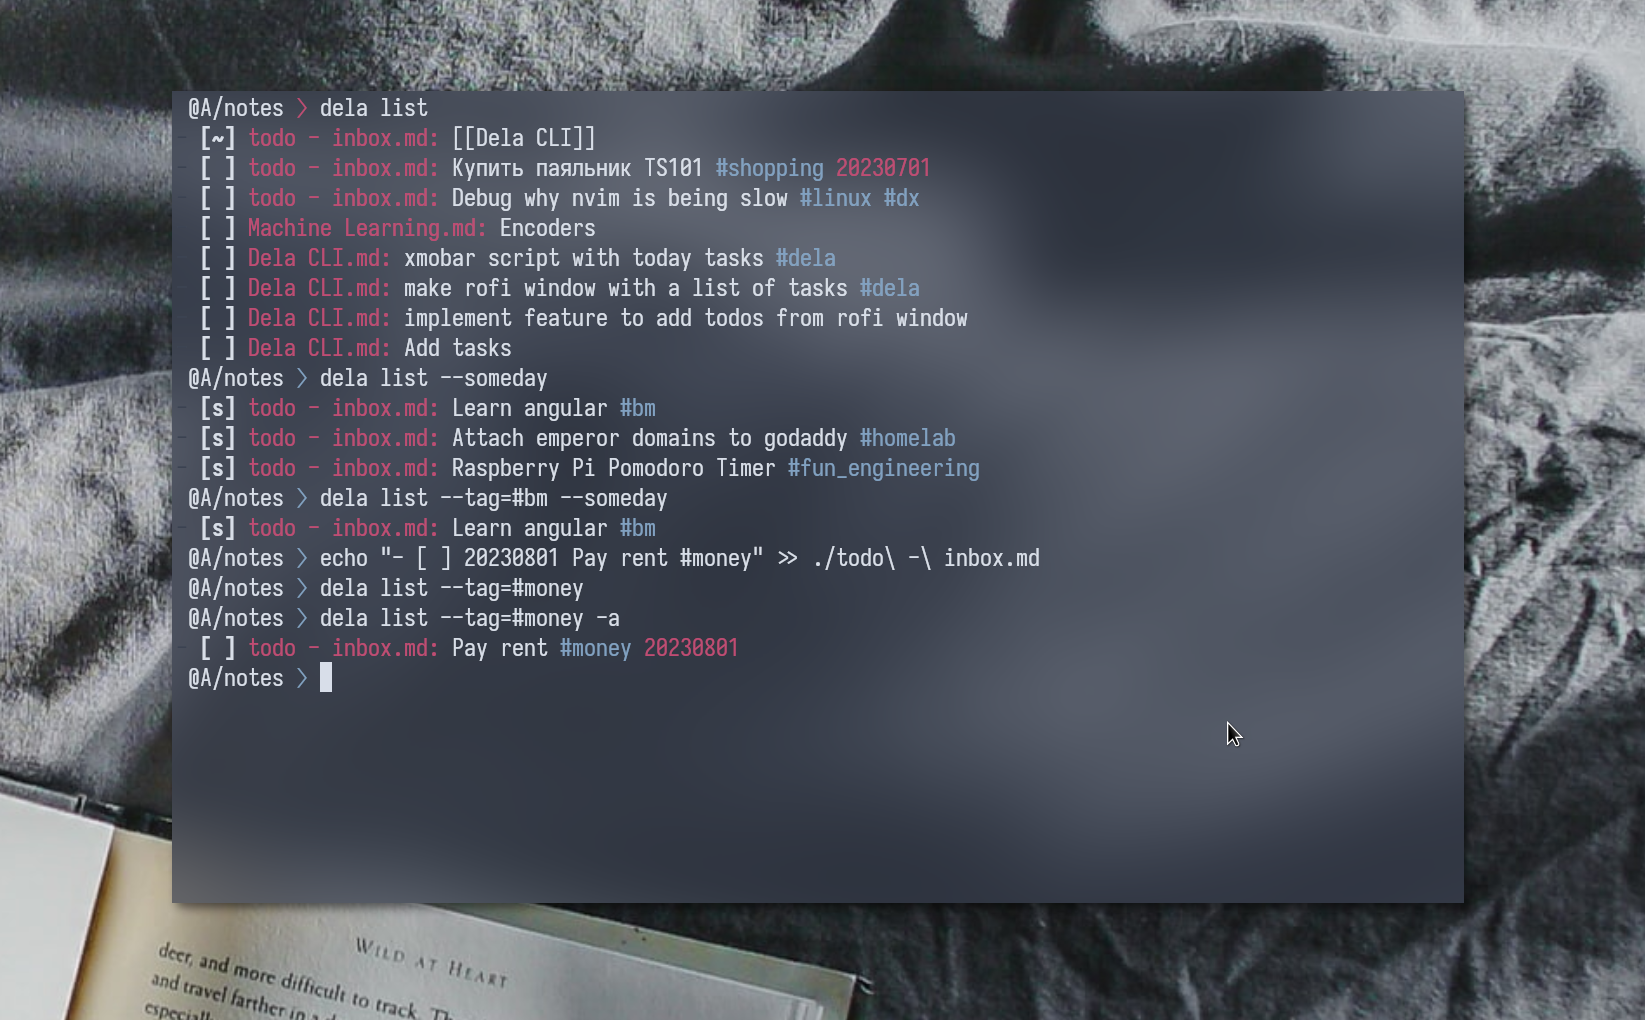 @A/notes > dela list
- [~] todo - inbox.md: [[Dela CLI]]
- [ ] todo - inbox.md: Купить паяльник TS101 #shopping 20230701
- [ ] todo - inbox.md: Debug why nvim is being slow #linux #dx
[ ] Machine Learning.md: Encoders
[ ] Dela CLI.md: xmobar script with today tasks #dela
[ ] Dela CLI.md: make rofi window with a list of tasks #dela
[ ] Dela CLI.md: implement feature to add todos from rofi window
[ ] Dela CLI.md: Add tasks
@A/notes > dela list --someday
- [s] todo - inbox.md: Learn angular #bm
- [s] todo - inbox.md: Attach emperor domains to godaddy #homelab
- [s] todo - inbox.md: Raspberry Pi Pomodoro Timer #fun_engineering
@A/notes > dela list --tag=#bm --someday
- [s] todo - inbox.md: Learn angular #bm
@A/notes > echo "- [ ] 20230801 Pay rent #money" >> ./todo\ -\ inbox.md
@A/notes > dela list --tag=#money
@A/notes > dela list --tag=#money -a
- [ ] todo - inbox.md: Pay rent #money 20230801
@A/notes >
WILD AT HEART
deer, and more difficult to track.
and travel farther in a